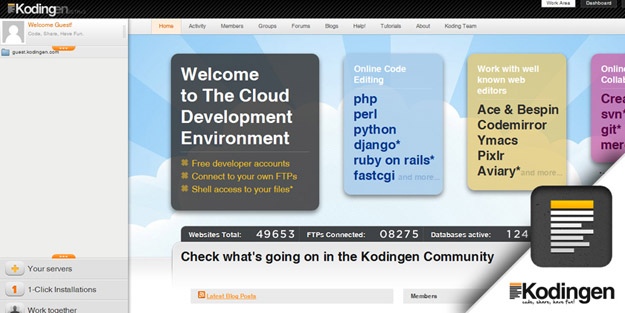 Kodingen
Work Area
Dashboard
Welcome Guest!
Code, Share, Have Fun.
guest.kodingen.com
Home Activity Members Groups Forums Blogs Help! Tutorials About Koding Team
Welcome
to The Cloud
Development
Environment
Free developer accounts
Connect to your own FTPs
Shell access to your files*
Online Code
Editing
php
perl
python
django*
ruby on rails*
fastcgi and more...
Work with well
known web
editors
Ace & Bespin
Codemirror
Ymacs
Pixlr
Aviary* and more...
Onlin
Colla
Crea
svn*
git*
mer
Websites Total: 49653 FTPs Connected: 08275 Databases active: 124
Check what's going on in the Kodingen Community
Latest Blog Posts
Members
Your servers
1 1-Click Installations
Work together
Kodingen
code, share, have fun!